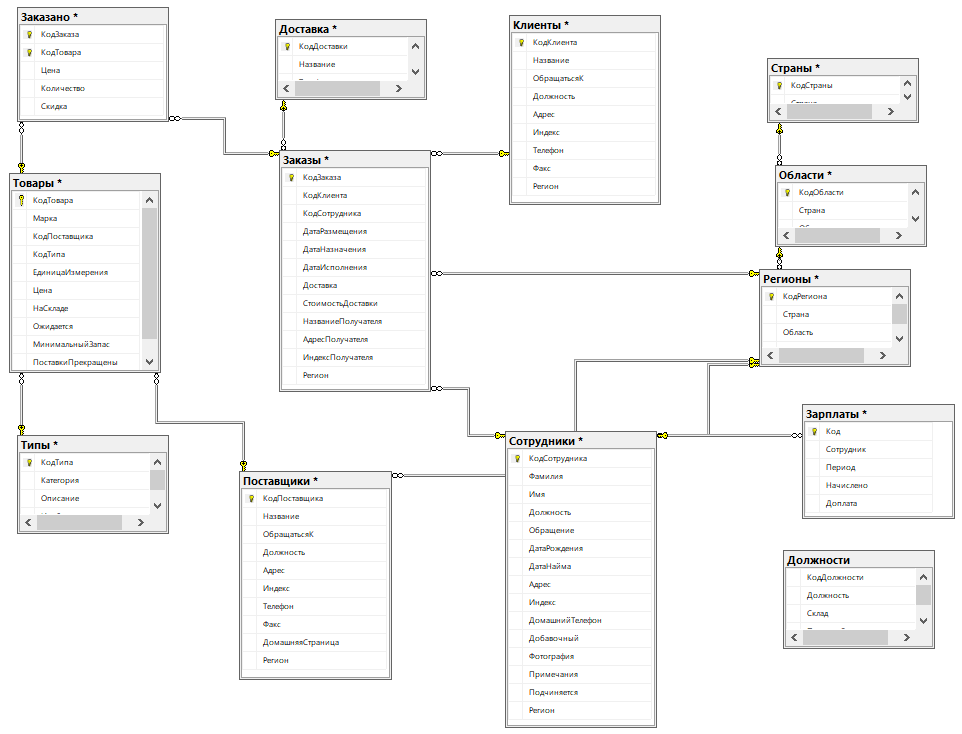 Заказано *
КодЗаказа
КодТовара
Цена
Количество
Скидка
Доставка *
КодДоставки
Название
Клиенты *
КодКлиента
Название
ОбращатьсяК
Должность
Адрес
Индекс
Телефон
Факс
Регион
Страны *
КодСтраны
Страна
Заказы *
КодЗаказа
КодКлиента
КодСотрудника
ДатаРазмещения
ДатаНазначения
ДатаИсполнения
Доставка
СтоимостьДоставки
НазваниеПолучателя
АдресПолучателя
ИндексПолучателя
Регион
Области *
КодОбласти
Страна
Товары *
КодТовара
Марка
КодПоставщика
КодТипа
ЕдиницаИзмерения
Цена
НаСкладе
Ожидается
МинимальныйЗапас
ПоставкиПрекращены
Регионы *
КодРегиона
Страна
Область
Зарплаты *
Код
Сотрудник
Период
Начислено
Доплата
Типы *
КодТипа
Категория
Описание
Поставщики *
КодПоставщика
Название
ОбращатьсяК
Должность
Адрес
Индекс
Телефон
Факс
ДомашняяСтраница
Регион
Сотрудники *
КодСотрудника
Фамилия
Имя
Должность
Обращение
ДатаРождения
ДатаНайма
Адрес
Индекс
ДомашнийТелефон
Добавочный
Фотография
Примечания
Подчиняется
Регион
Должности
КодДолжности
Должность
Склад